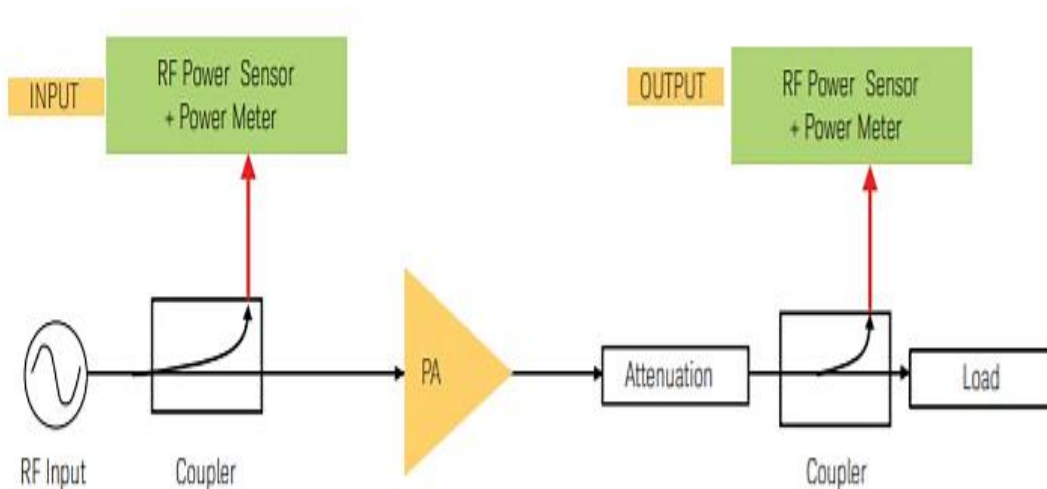 INPUT
RF Power Sensor
+ Power Meter
OUTPUT
RF Power Sensor
+ Power Meter
PA
Attenuation
Load
RF Input
Coupler
Coupler